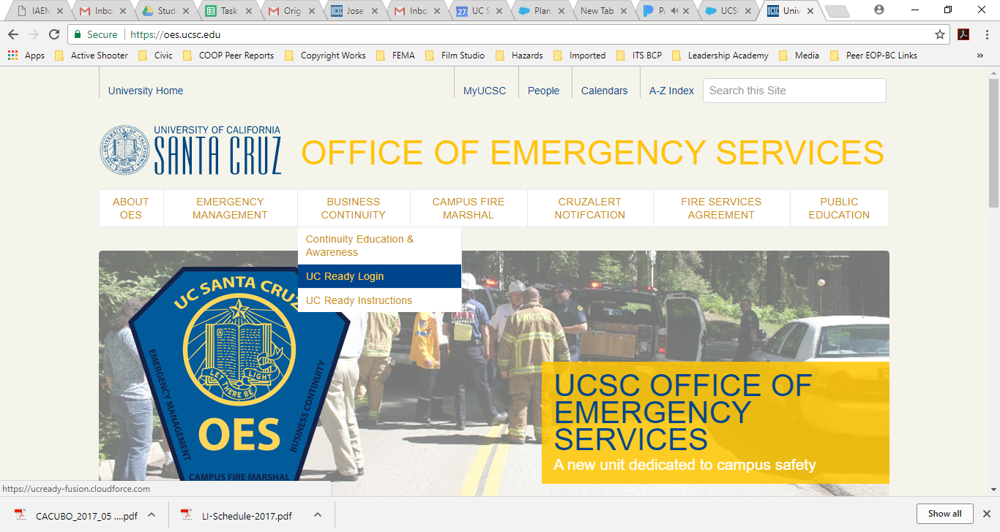 IAEM
Inbo
Stud
Task
Orig
Jose
Inbo
27
UC S
Plan
New Tab
Pa
UCS
Univ
Secure
https://oes.ucsc.edu
Apps
Active Shooter
Civic
COOP Peer Reports
Copyright Works
FEMA
Film Studio
Hazards
Imported
ITS BCP
Leadership Academy
Media
Peer EOP-BC Links
»
University Home
MyUCSC
People
Calendars
A-Z Index
Search this Site
UNIVERSITY OF CALIFORNIA
SANTA CRUZ
OFFICE OF EMERGENCY SERVICES
ABOUT
OES
EMERGENCY
MANAGEMENT
BUSINESS
CONTINUITY
CAMPUS FIRE
MARSHAL
CRUZALERT
NOTIFCATION
FIRE SERVICES
AGREEMENT
PUBLIC
EDUCATION
Continuity Education &
Awareness
UC Ready Login
UC Ready Instructions
UC SANTA CRUZ
A
LET THERE BE LIGHT
EMERGENCY MANAGEMENT
BUSINESS CONTINUITY
OES
CAMPUS FIRE MARSHAL
UCSC OFFICE OF
EMERGENCY
SERVICES
A new unit dedicated to campus safety
https://ucready-fusion.cloudforce.com
CACUBO_2017_05 ....pdf
LI-Schedule-2017.pdf
Show all